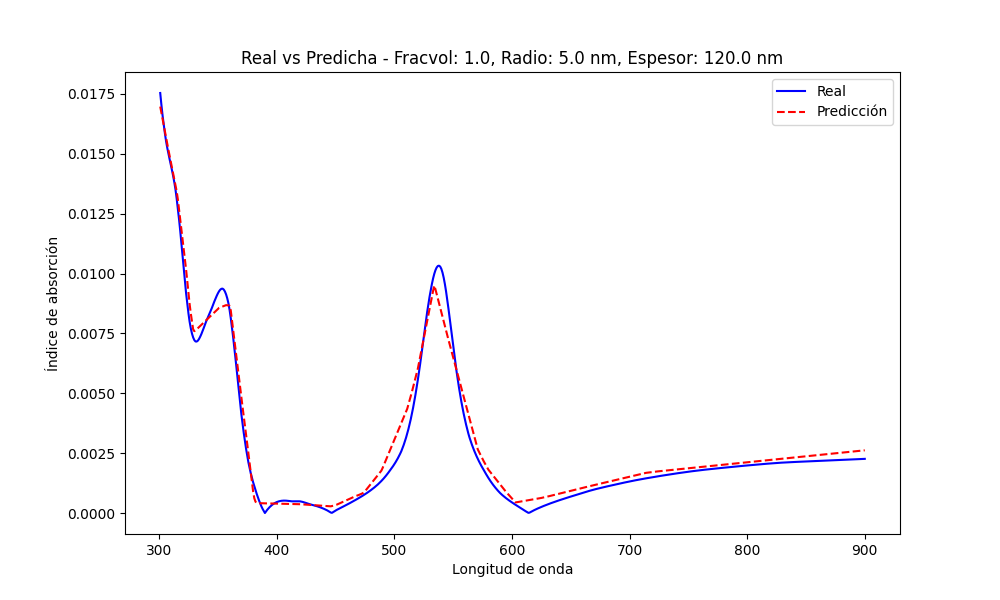 Real vs Predicha - Fracvol: 1.0, Radio: 5.0 nm, Espesor: 120.0 nm
Real
Predicción
Índice de absorción
0.0175
0.0150
0.0125
0.0100
0.0075
0.0050
0.0025
0.0000
300 400 500 600 700 800 900
Longitud de onda